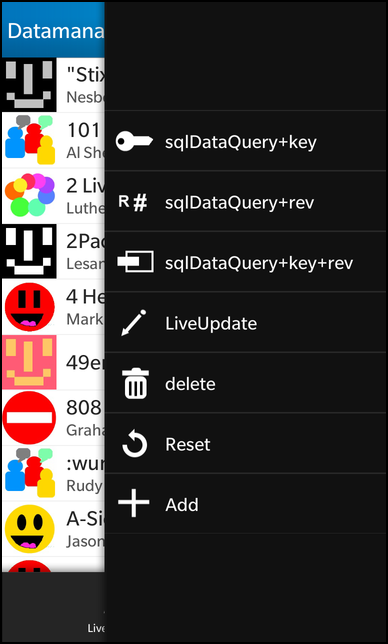 Datamana
"Stix
Nesbo
101
Al Sh
2 Liv
Luthe
2Pac
Lesan
4 He
Mark
49er
808
Graha
:wur
Rudy
A-Si
Jason
Live
sqlDataQuery+key
R# sqlDataQuery+rev
sqlDataQuery+key+rev
LiveUpdate
delete
Reset
Add